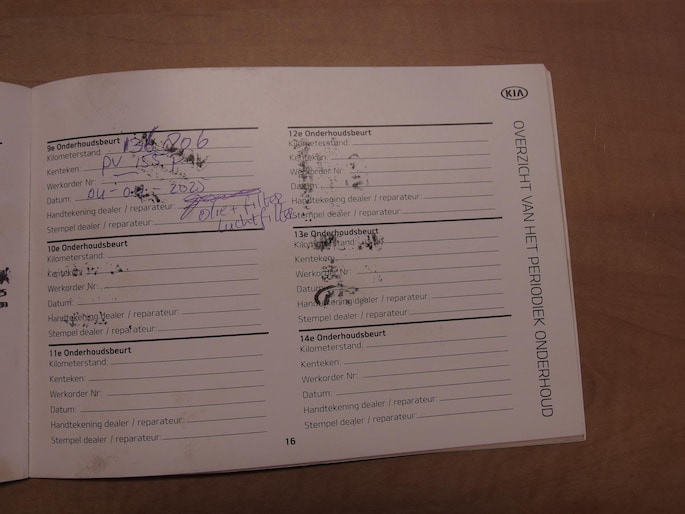 KIA
OVERZICHT VAN HET PERIODIEK ONDERHOUD
9e Onderhoudsbeurt
Kilometerstand: 806
Kenteken: PV 155
Werkorder Nr:
Datum:
Handtekening dealer / reparateur:
Olie + filter
luchtfilter
Stempel dealer / reparateur:
10e Onderhoudsbeurt
Kilometerstand:
Kenteken:
Werkorder Nr:
Datum:
Handtekening dealer / reparateur:
Stempel dealer / reparateur:
11e Onderhoudsbeurt
Kilometerstand:
Kenteken:
Werkorder Nr:
Datum:
Handtekening dealer / reparateur:
Stempel dealer / reparateur:
12e Onderhoudsbeurt
Kilometerstand:
Kenteken:
Werkorder Nr:
Datum:
Handtekening dealer / reparateur:
Stempel dealer / reparateur:
13e Onderhoudsbeurt
Kilometerstand:
Kenteken:
Werkorder Nr:
Datum:
Handtekening dealer / reparateur:
Stempel dealer / reparateur:
14e Onderhoudsbeurt
Kilometerstand:
Kenteken:
Werkorder Nr:
Datum:
Handtekening dealer / reparateur:
Stempel dealer / reparateur:
16